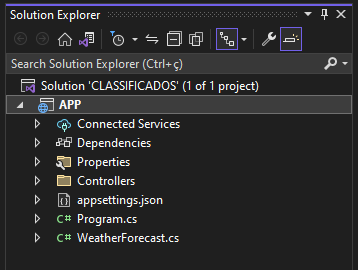 Solution Explorer
Search Solution Explorer (Ctrl+ç)
Solution 'CLASSIFICADOS' (1 of 1 project)
APP
Connected Services
Dependencies
Properties
Controllers
appsettings.json
C# Program.cs
C# WeatherForecast.cs